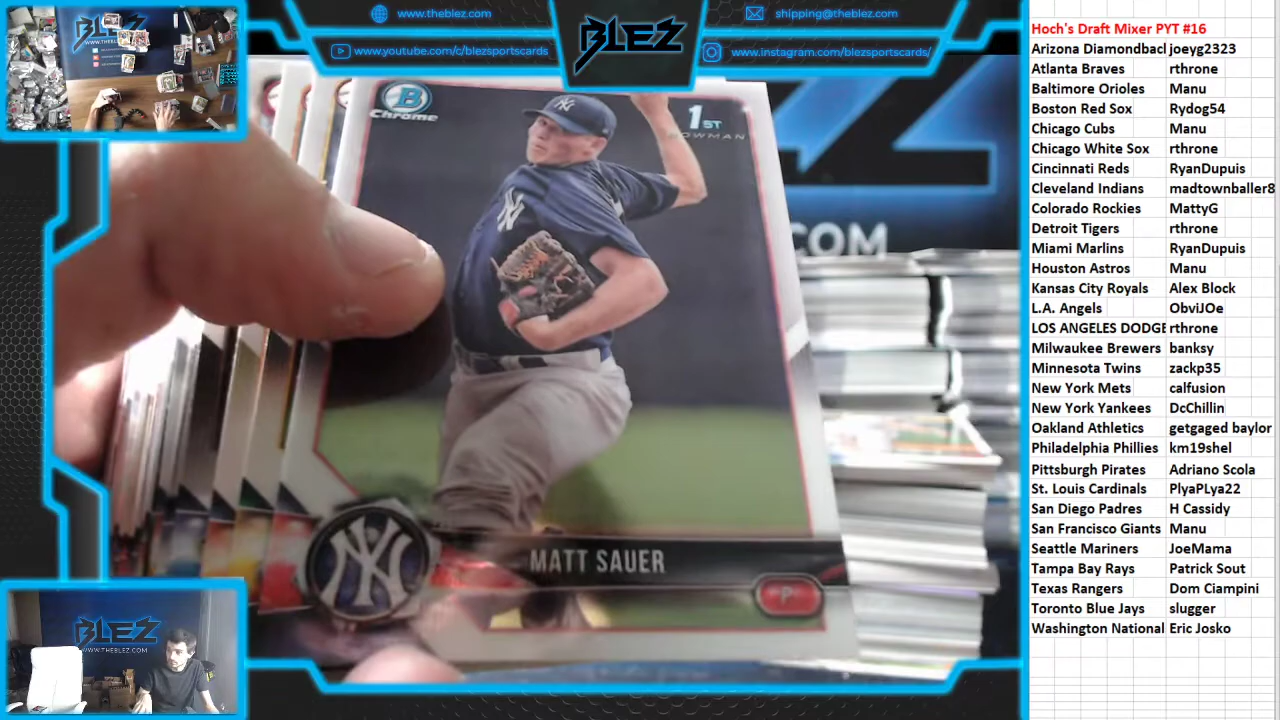 www.theblez.com
www.youtube.com/c/blezsportscards
BLEZ
shipping@theblez.com
www.instagram.com/blezsportscards/
B
Chrome
1ST
BOWMAN
.COM
NY
MATT SAUER
P
BLEZ
WWW.THEBLEZ.COM
Hoch's Draft Mixer PYT #16
Arizona Diamondbacl joeyg2323
Atlanta Braves rthrone
Baltimore Orioles Manu
Boston Red Sox Rydog54
Chicago Cubs Manu
Chicago White Sox rthrone
Cincinnati Reds RyanDupuis
Cleveland Indians madtownballer8
Colorado Rockies MattyG
Detroit Tigers rthrone
Miami Marlins RyanDupuis
Houston Astros Manu
Kansas City Royals Alex Block
L.A. Angels ObviJOe
LOS ANGELES DODGE rthrone
Milwaukee Brewers banksy
Minnesota Twins zackp35
New York Mets calfusion
New York Yankees DcChillin
Oakland Athletics getgaged baylor
Philadelphia Phillies km19shel
Pittsburgh Pirates Adriano Scola
St. Louis Cardinals PlyaPLya22
San Diego Padres H Cassidy
San Francisco Giants Manu
Seattle Mariners JoeMama
Tampa Bay Rays Patrick Sout
Texas Rangers Dom Ciampini
Toronto Blue Jays slugger
Washington National Eric Josko